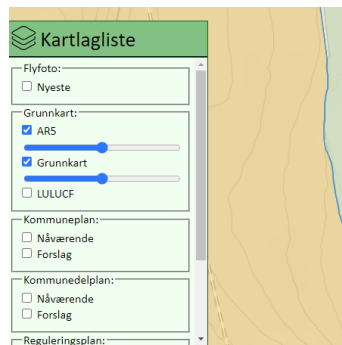 Kartlagliste
Flyfoto:
Nyeste
Grunnkart:
AR5
Grunnkart
LULUCF
Kommuneplan:
Nåværende
Forslag
Kommunedelplan:
Nåværende
Forslag
Reguleringsplan: